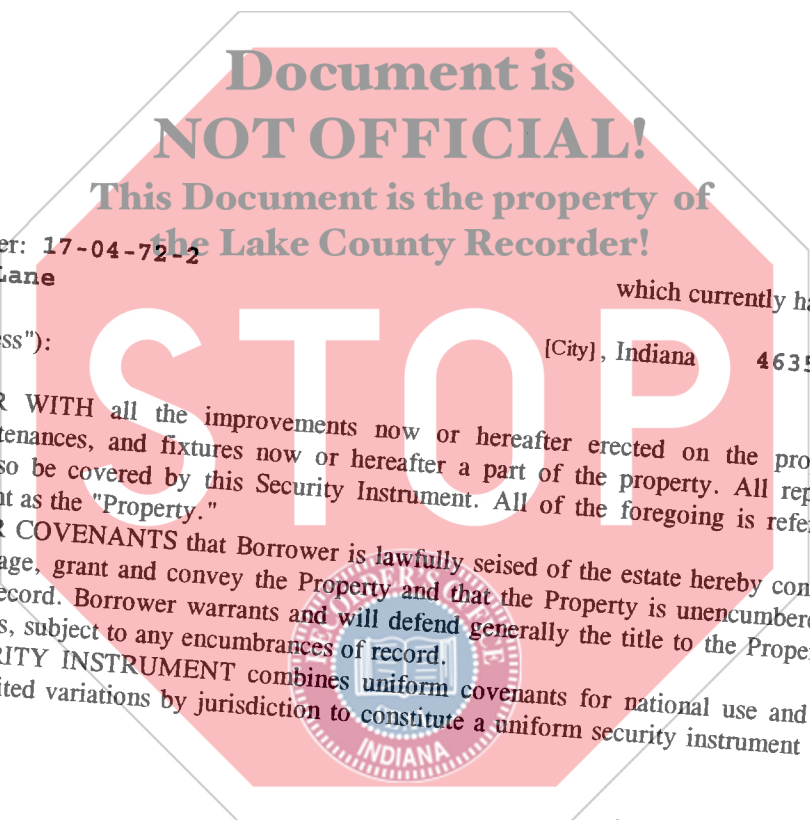 Document is
NOT OFFICIAL!
This Document is the property of
the Lake County Recorder!
er: 17-04-72-2
Lane
which currently ha
ess"):
[City], Indiana 4635
STOP
R WITH all the improvements now or hereafter erected on the pro
tenances, and fixtures now or hereafter a part of the property. All rep
so be covered by this Security Instrument. All of the foregoing is refe
nt as the "Property."
R COVENANTS that Borrower is lawfully seised of the estate hereby con
age, grant and convey the Property and that the Property is unencumbere
ecord. Borrower warrants and will defend generally the title to the Prope
s, subject to any encumbrances of record.
RITY INSTRUMENT combines uniform covenants for national use and
ited variations by jurisdiction to constitute a uniform security instrument
RECORDER'S OFFICE
INDIANA